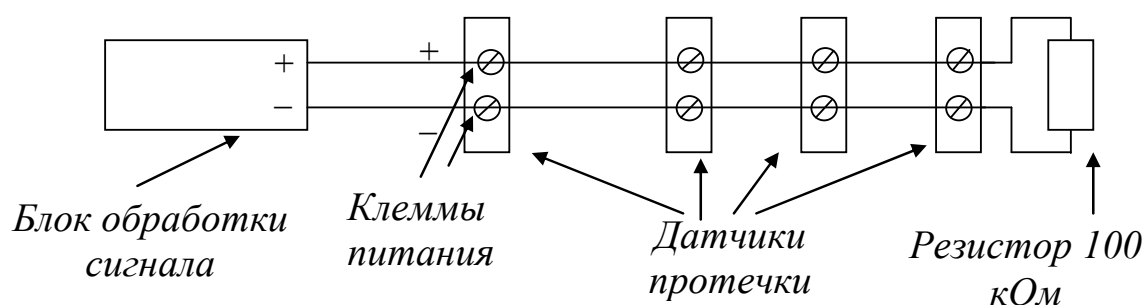 +
+
−
−
Блок обработки
сигнала
Клеммы
питания
Датчики
протечки
Резистор 100
кОм